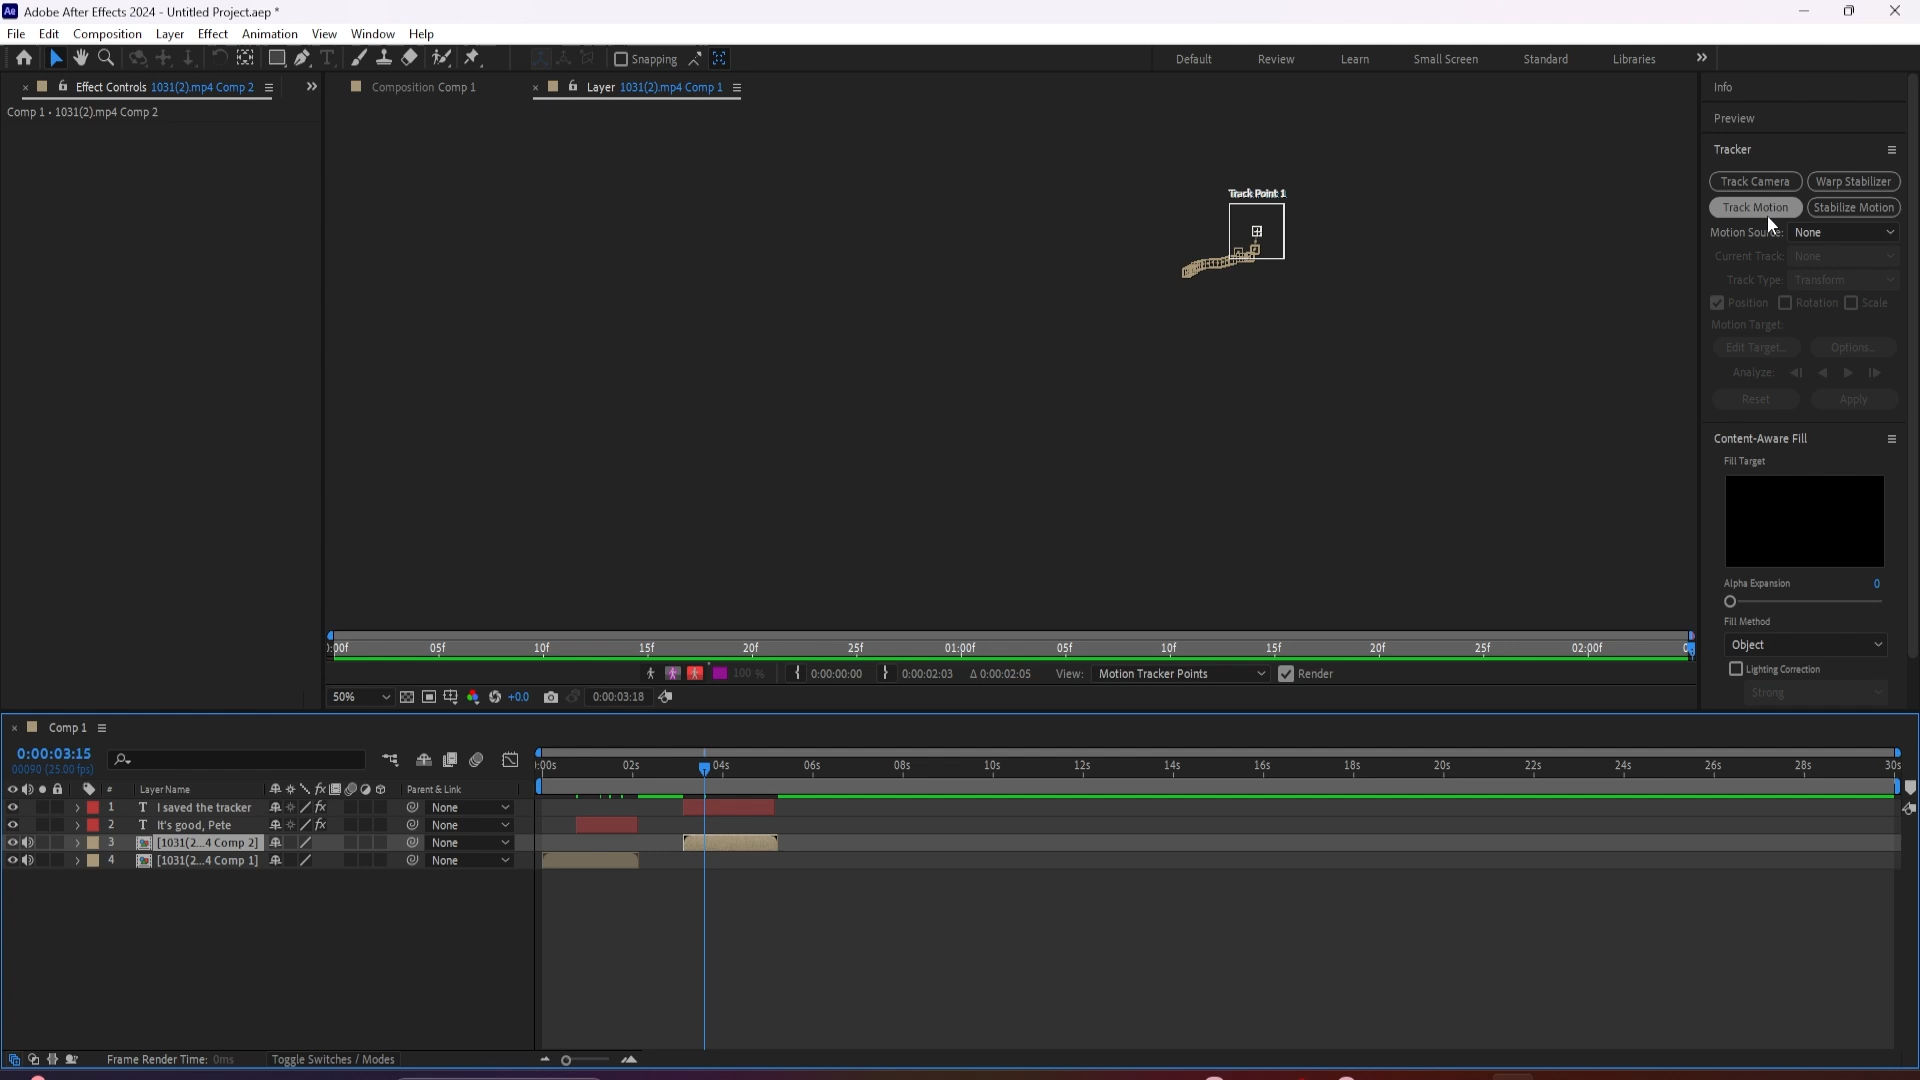 Ae Adobe After Effects 2024 - Untitled Project.aep *
File Edit Composition Layer Effect Animation View Window Help
Snapping Default Review Learn Small Screen Standard Libraries
Effect Controls 1031(2).mp4 Comp 2
Composition Comp 1
Layer 1031(2).mp4 Comp 1
Comp 1 • 1031(2).mp4 Comp 2
Track Point 1
Info
Preview
Tracker
Track Camera Warp Stabilizer
Track Motion Stabilize Motion
Motion Source: None
Current Track: None
Track Type: Transform
Position Rotation Scale
Motion Target:
Edit Target... Options...
Analyze:
Reset Apply
Content-Aware Fill
Fill Target
Alpha Expansion 0
Fill Method
Object
Lighting Correction
Strong
:00f 05f 10f 15f 20f 25f 01:00f 05f 10f 15f 20f 25f 02:00f
100 % 0:00:00:00 0:00:02:03 Δ 0:00:02:05 View: Motion Tracker Points Render
50% +0.0 0:00:03:18
Comp 1
0:00:03:15
00090 (25.00 fps)
:00s 02s 04s 06s 08s 10s 12s 14s 16s 18s 20s 22s 24s 26s 28s 30s
# Layer Name fx Parent & Link
1 T I saved the tracker fx None
2 T It's good, Pete fx None
3 [1031(2...4 Comp 2] None
4 [1031(2...4 Comp 1] None
Frame Render Time: 0ms Toggle Switches / Modes